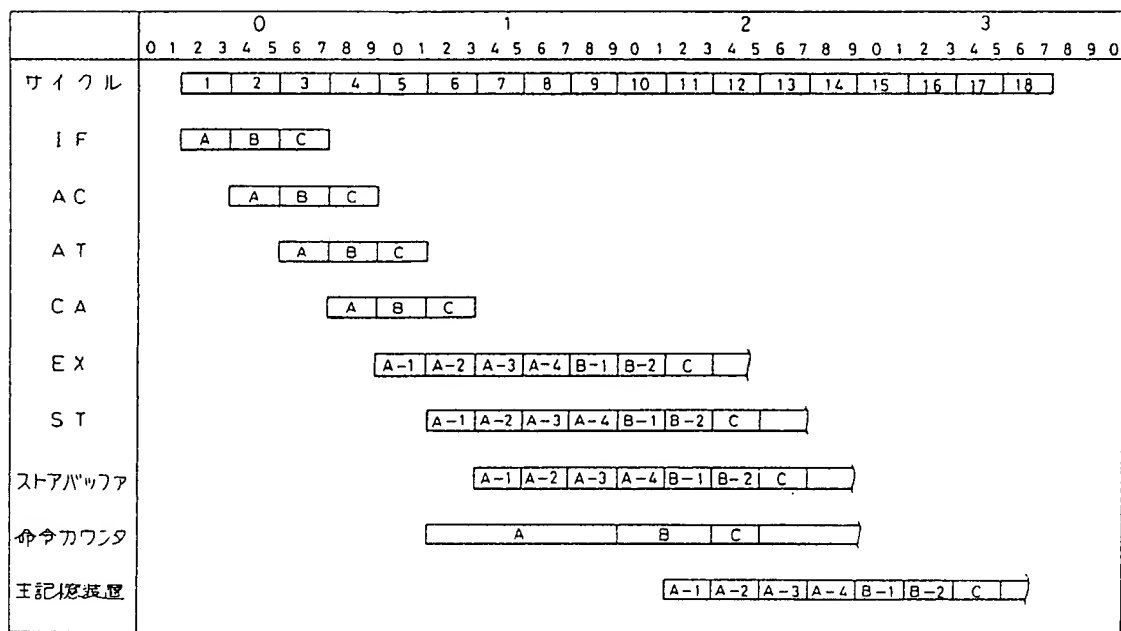 0 1 2 3
0 1 2 3 4 5 6 7 8 9 0 1 2 3 4 5 6 7 8 9 0 1 2 3 4 5 6 7 8 9 0 1 2 3 4 5 6 7 8 9 0
サイクル 1 2 3 4 5 6 7 8 9 10 11 12 13 14 15 16 17 18
IF A B C
AC A B C
AT A B C
CA A B C
EX A-1 A-2 A-3 A-4 B-1 B-2 C
ST A-1 A-2 A-3 A-4 B-1 B-2 C
ストアバッファ A-1 A-2 A-3 A-4 B-1 B-2 C
命令カウンタ A B C
主記憶装置 A-1 A-2 A-3 A-4 B-1 B-2 C